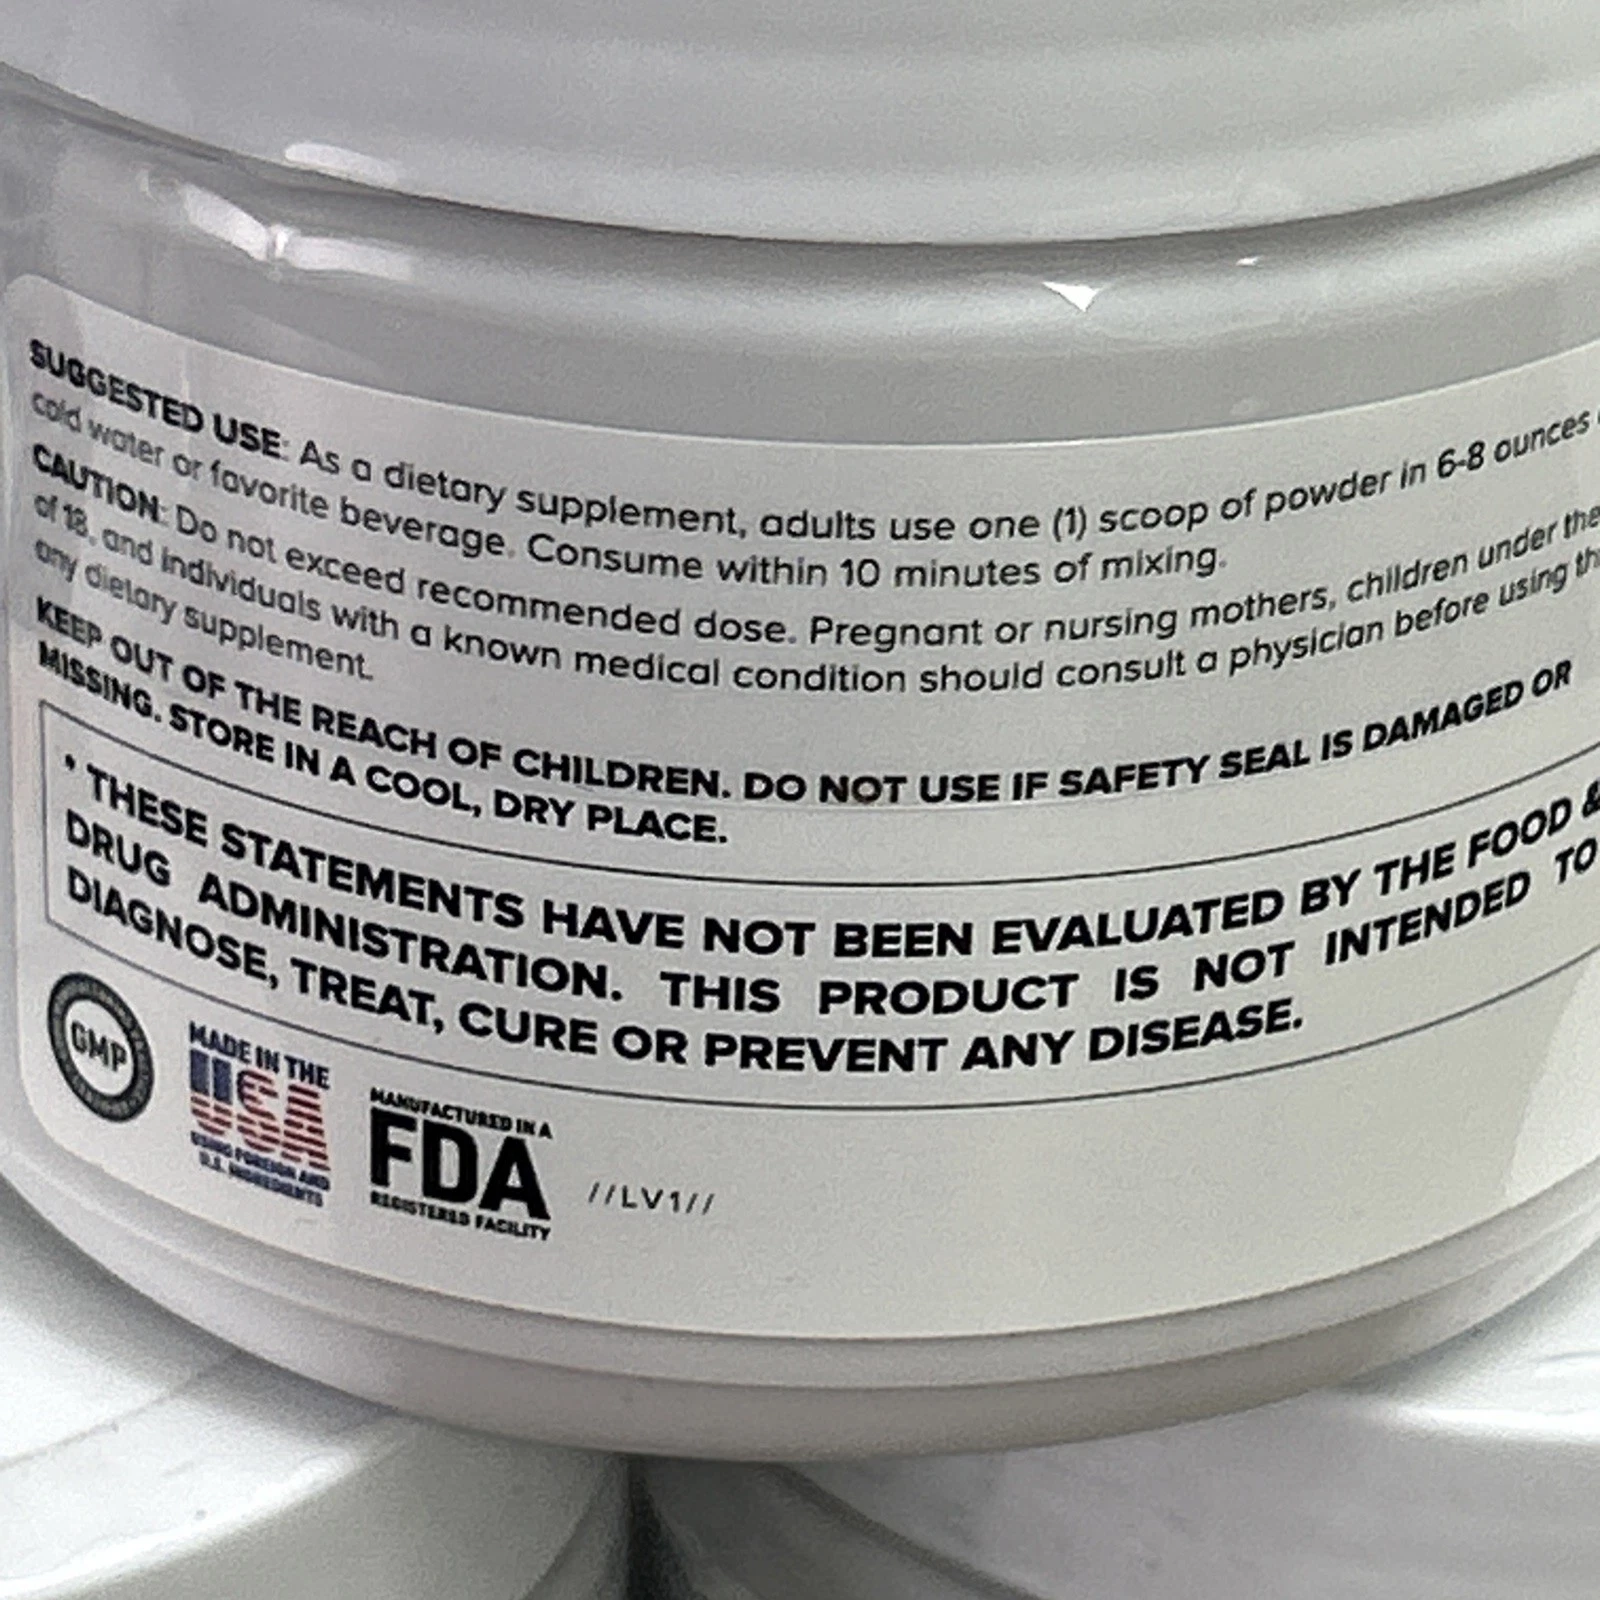 SUGGESTED USE: As a dietary supplement, adults use one (1) scoop of powder in 6-8 ounces
cold water or favorite beverage. Consume within 10 minutes of mixing.
CAUTION: Do not exceed recommended dose. Pregnant or nursing mothers, children under the
of 18, and individuals with a known medical condition should consult a physician before using
any dietary supplement.
KEEP OUT OF THE REACH OF CHILDREN. DO NOT USE IF SAFETY SEAL IS DAMAGED OR
MISSING. STORE IN A COOL, DRY PLACE.
* THESE STATEMENTS HAVE NOT BEEN EVALUATED BY THE FOOD &
DRUG ADMINISTRATION. THIS PRODUCT IS NOT INTENDED TO
DIAGNOSE, TREAT, CURE OR PREVENT ANY DISEASE.
GMP
MADE IN THE
USA
USING FOREIGN AND
U.S. INGREDIENTS
MANUFACTURED IN A
FDA
REGISTERED FACILITY
//LV1//